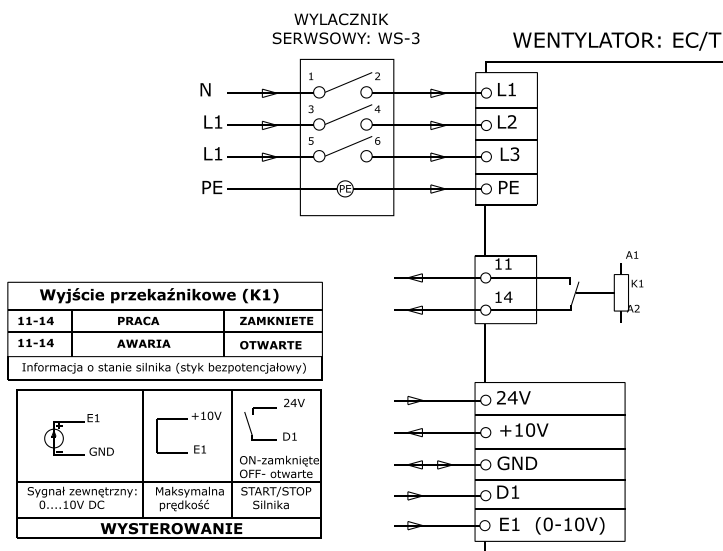 WYLACZNIK
SERWSOWY: WS-3
WENTYLATOR: EC/T
N 1 2 L1
L1 3 4 L2
L1 5 6 L3
PE PE PE
11
14
A1
K1
A2
Wyjście przekaźnikowe (K1)
11-14 PRACA ZAMKNIETE
11-14 AWARIA OTWARTE
Informacja o stanie silnika (styk bezpotencjałowy)
+ E1
- GND
+10V
E1
24V
D1
ON-zamknięte
OFF- otwarte
Sygnał zewnętrzny:
0....10V DC
Maksymalna
prędkość
START/STOP
Silnika
WYSTEROWANIE
24V
+10V
GND
D1
E1 (0-10V)